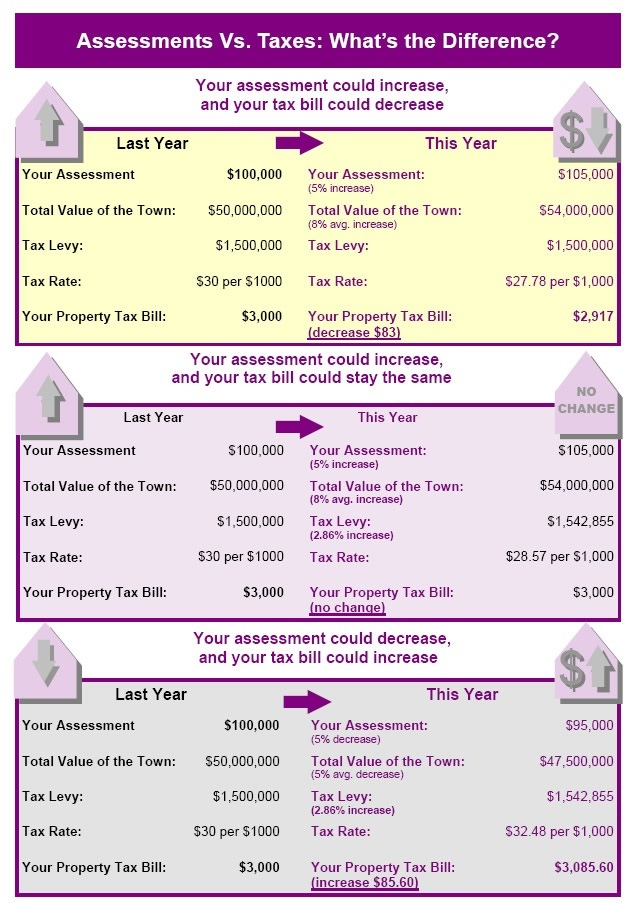 Assessments Vs. Taxes: What's the Difference?
Your assessment could increase,
and your tax bill could decrease
$
Last Year This Year
Your Assessment $100,000 Your Assessment: $105,000
(5% increase)
Total Value of the Town: $50,000,000 Total Value of the Town: $54,000,000
(8% avg. increase)
Tax Levy: $1,500,000 Tax Levy: $1,500,000
Tax Rate: $30 per $1000 Tax Rate: $27.78 per $1,000
Your Property Tax Bill: $3,000 Your Property Tax Bill: $2,917
(decrease $83)
Your assessment could increase,
and your tax bill could stay the same
NO
CHANGE
Last Year This Year
Your Assessment $100,000 Your Assessment: $105,000
(5% increase)
Total Value of the Town: $50,000,000 Total Value of the Town: $54,000,000
(8% avg. increase)
Tax Levy: $1,500,000 Tax Levy: $1,542,855
(2.86% increase)
Tax Rate: $30 per $1000 Tax Rate: $28.57 per $1,000
Your Property Tax Bill: $3,000 Your Property Tax Bill: $3,000
(no change)
Your assessment could decrease,
and your tax bill could increase
$
Last Year This Year
Your Assessment $100,000 Your Assessment: $95,000
(5% decrease)
Total Value of the Town: $50,000,000 Total Value of the Town: $47,500,000
(5% avg. decrease)
Tax Levy: $1,500,000 Tax Levy: $1,542,855
(2.86% increase)
Tax Rate: $30 per $1000 Tax Rate: $32.48 per $1,000
Your Property Tax Bill: $3,000 Your Property Tax Bill: $3,085.60
(increase $85.60)